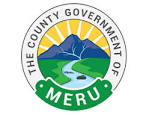 THE COUNTY GOVERNMENT OF
MERU